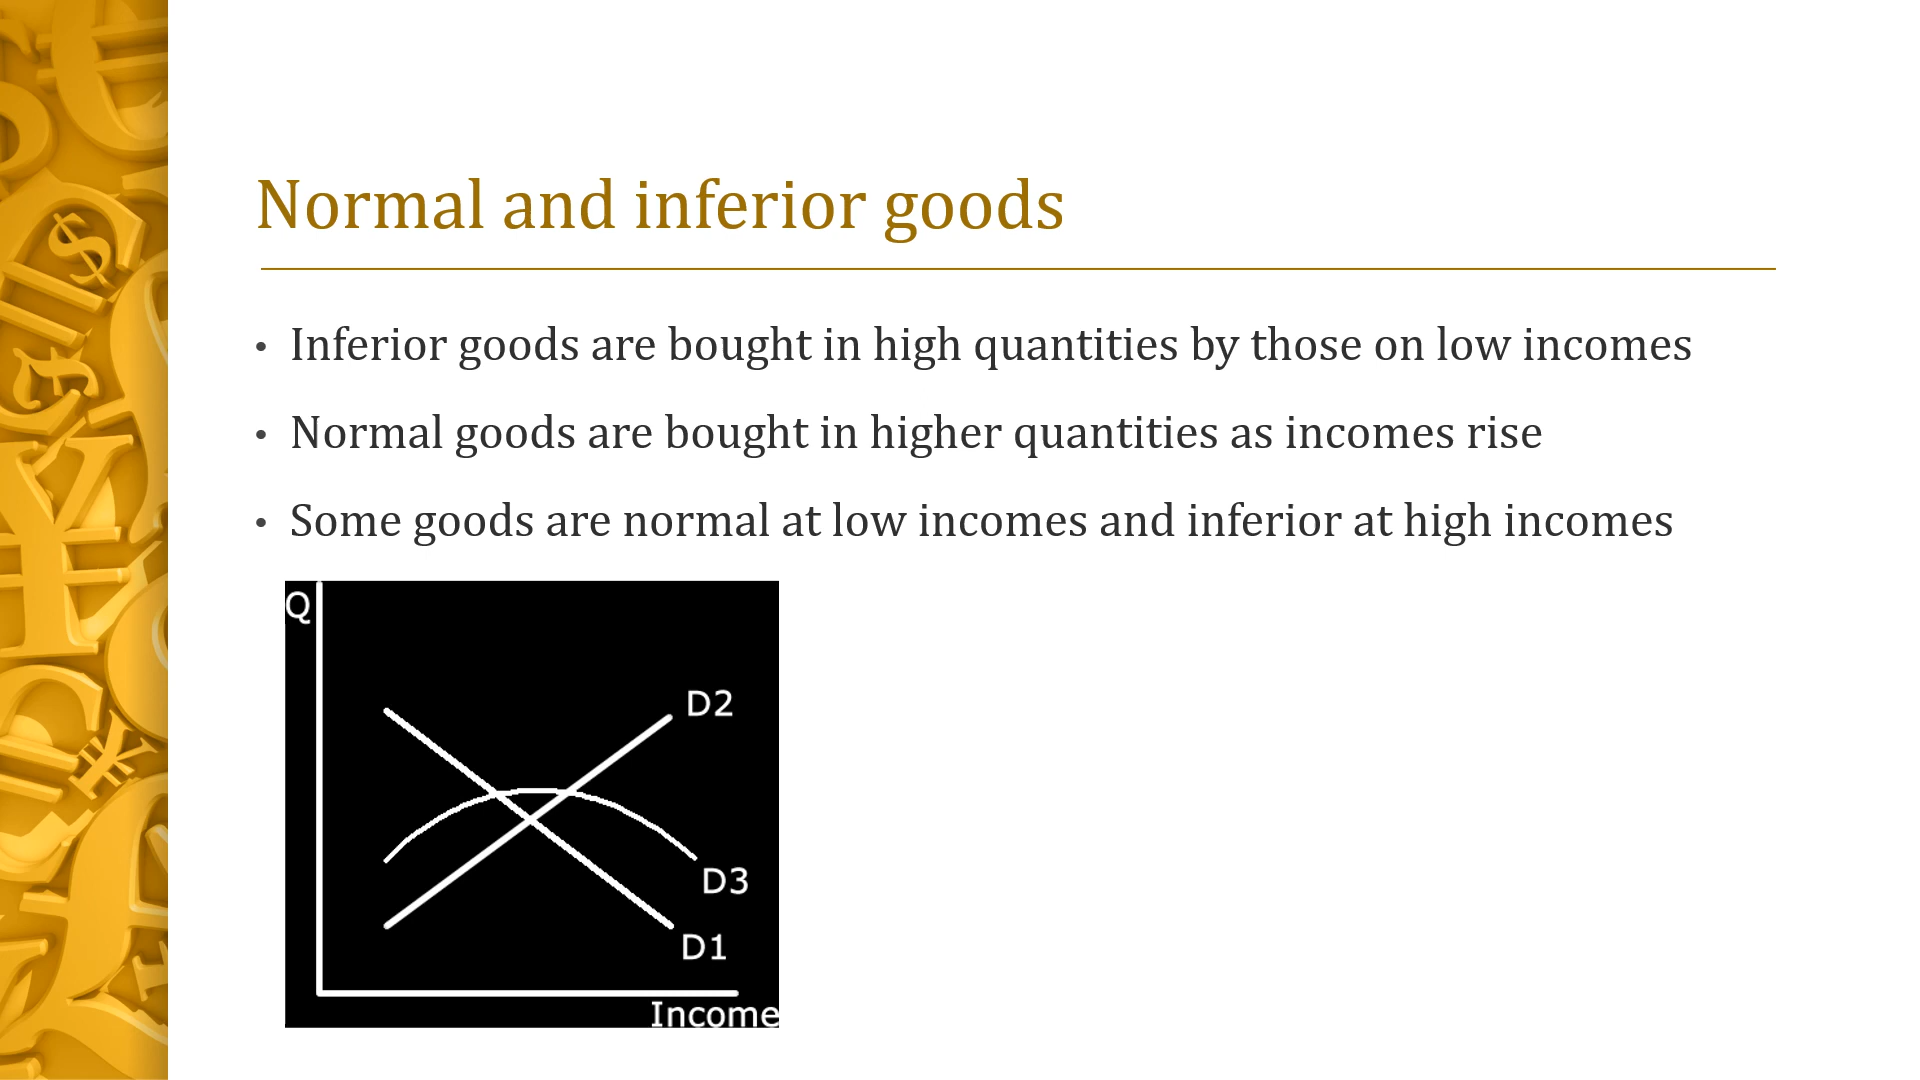 Normal and inferior goods
• Inferior goods are bought in high quantities by those on low incomes
• Normal goods are bought in higher quantities as incomes rise
• Some goods are normal at low incomes and inferior at high incomes
Q
D2
D3
D1
Income